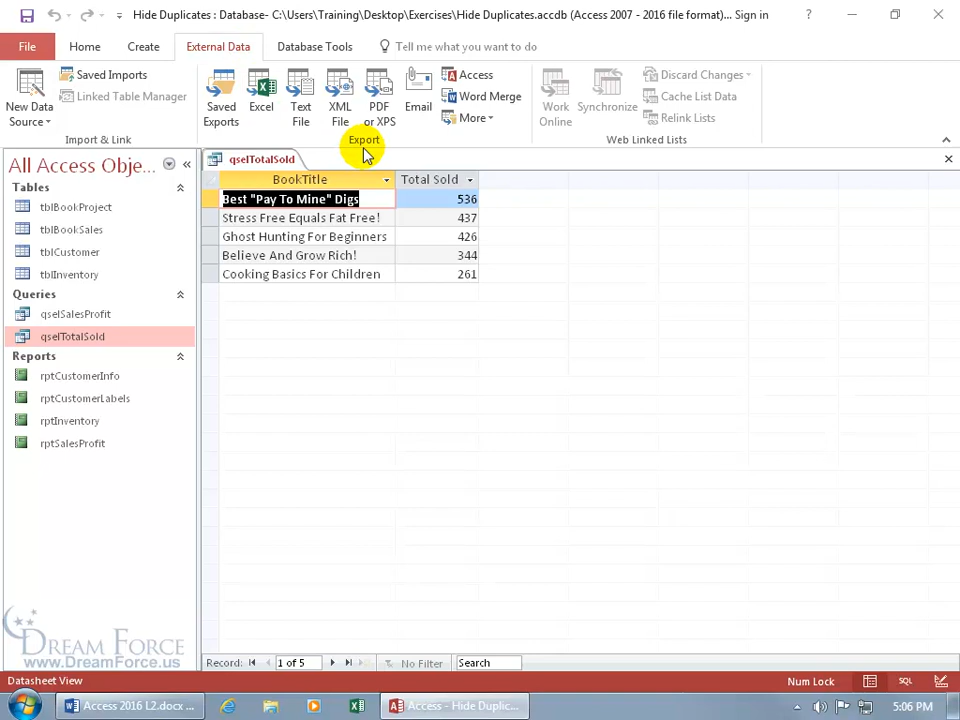 Hide Duplicates : Database- C:\Users\Training\Desktop\Exercises\Hide Duplicates.accdb (Access 2007 - 2016 file format)... Sign in
File Home Create External Data Database Tools Tell me what you want to do
New Data Source
Saved Imports
Linked Table Manager
Import & Link
Saved Exports
Excel
Text File
XML File
PDF or XPS
Email
Access
Word Merge
More
Export
Work Online
Synchronize
Discard Changes
Cache List Data
Relink Lists
Web Linked Lists
All Access Obje...
Tables
tblBookProject
tblBookSales
tblCustomer
tblInventory
Queries
qselSalesProfit
qselTotalSold
Reports
rptCustomerInfo
rptCustomerLabels
rptInventory
rptSalesProfit
qselTotalSold
BookTitle Total Sold
Best "Pay To Mine" Digs 536
Stress Free Equals Fat Free! 437
Ghost Hunting For Beginners 426
Believe And Grow Rich! 344
Cooking Basics For Children 261
DREAM FORCE
www.DreamForce.us
Record: 1 of 5 No Filter Search
Datasheet View Num Lock SQL
Access 2016 L2.docx ... Access - Hide Duplic... 5:06 PM